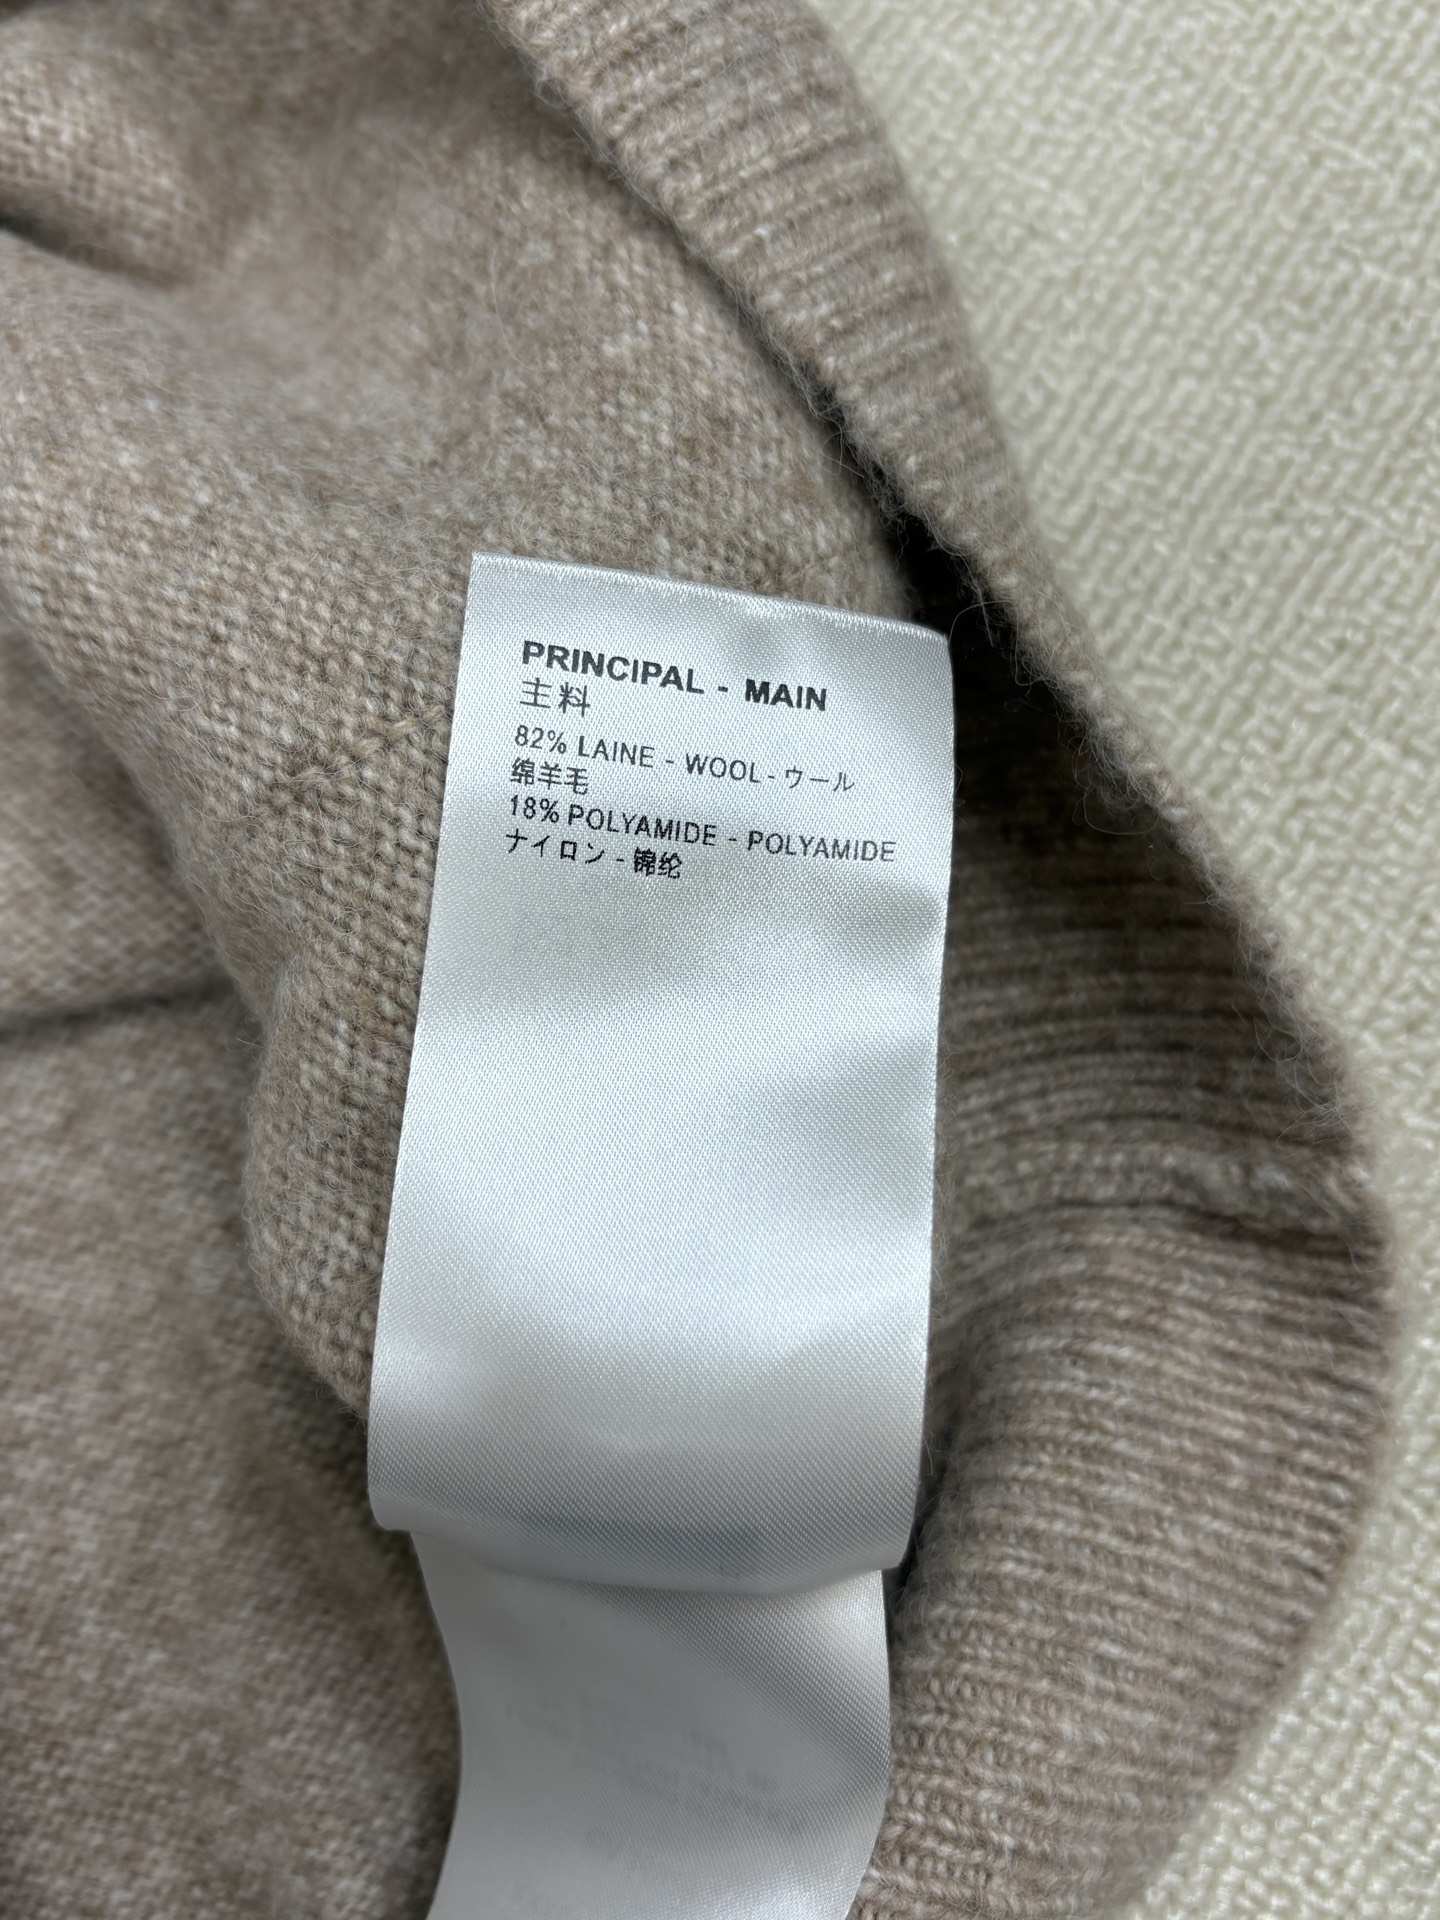 PRINCIPAL - MAIN
主料
82% LAINE - WOOL - ウール
绵羊毛
18% POLYAMIDE - POLYAMIDE
ナイロン - 锦纶